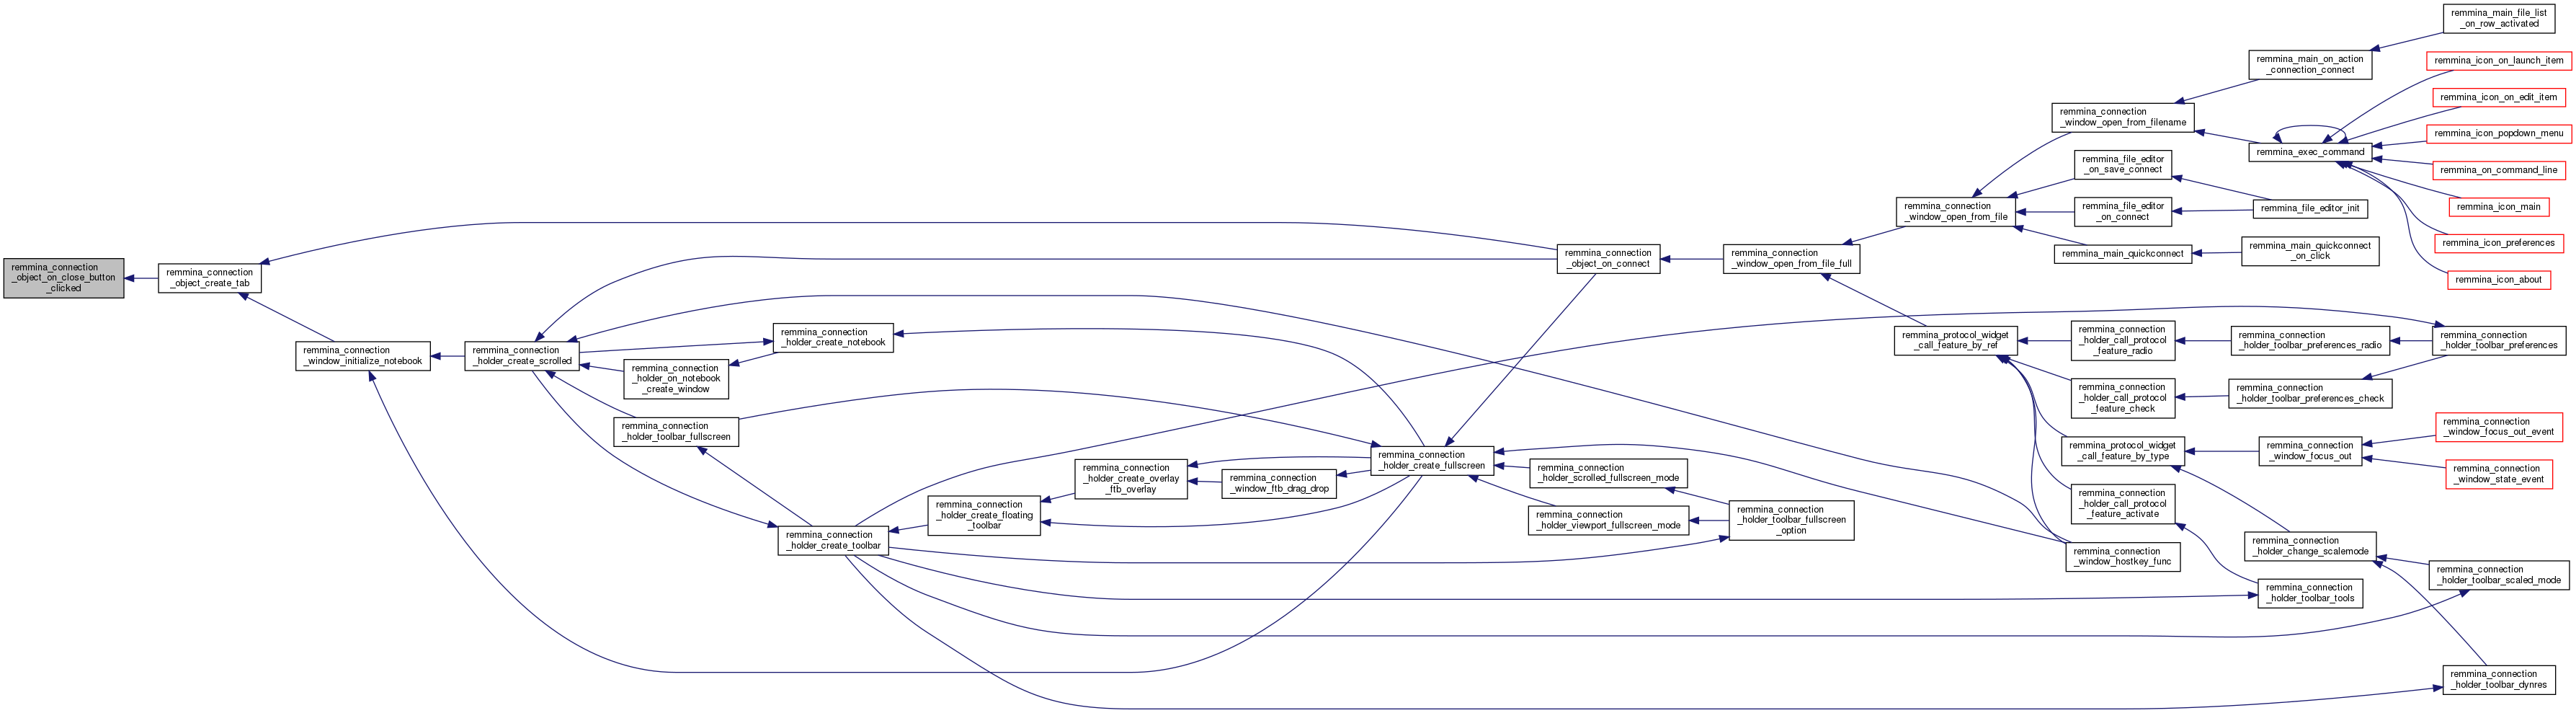 remmina_connection
_object_on_close_button
_clicked
remmina_connection
_object_create_tab
remmina_connection
_window_initialize_notebook
remmina_connection
_holder_create_scrolled
remmina_connection
_holder_create_notebook
remmina_connection
_holder_on_notebook
_create_window
remmina_connection
_holder_toolbar_fullscreen
remmina_connection
_holder_create_toolbar
remmina_connection
_holder_create_floating
_toolbar
remmina_connection
_holder_create_overlay
_ftb_overlay
remmina_connection
_window_ftb_drag_drop
remmina_connection
_holder_create_fullscreen
remmina_connection
_object_on_connect
remmina_connection
_holder_scrolled_fullscreen_mode
remmina_connection
_holder_viewport_fullscreen_mode
remmina_connection
_window_open_from_file_full
remmina_connection
_holder_toolbar_fullscreen
_option
remmina_connection
_window_open_from_file
remmina_protocol_widget
_call_feature_by_ref
remmina_connection
_window_open_from_filename
remmina_file_editor
_on_save_connect
remmina_file_editor
_on_connect
remmina_main_quickconnect
remmina_connection
_holder_call_protocol
_feature_radio
remmina_connection
_holder_call_protocol
_feature_check
remmina_protocol_widget
_call_feature_by_type
remmina_connection
_holder_call_protocol
_feature_activate
remmina_connection
_window_hostkey_func
remmina_main_on_action
_connection_connect
remmina_exec_command
remmina_file_editor_init
remmina_main_quickconnect
_on_click
remmina_connection
_holder_toolbar_preferences_radio
remmina_connection
_holder_toolbar_preferences_check
remmina_connection
_window_focus_out
remmina_connection
_holder_change_scalemode
remmina_connection
_holder_toolbar_tools
remmina_main_file_list
_on_row_activated
remmina_icon_on_launch_item
remmina_icon_on_edit_item
remmina_icon_popdown_menu
remmina_on_command_line
remmina_icon_main
remmina_icon_preferences
remmina_icon_about
remmina_connection
_holder_toolbar_preferences
remmina_connection
_window_focus_out_event
remmina_connection
_window_state_event
remmina_connection
_holder_toolbar_scaled_mode
remmina_connection
_holder_toolbar_dynres